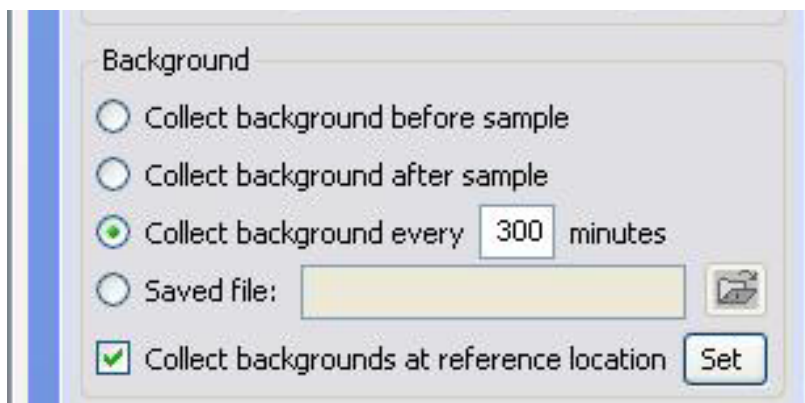 Background
Collect background before sample
Collect background after sample
Collect background every 300 minutes
Saved file:
Collect backgrounds at reference location Set